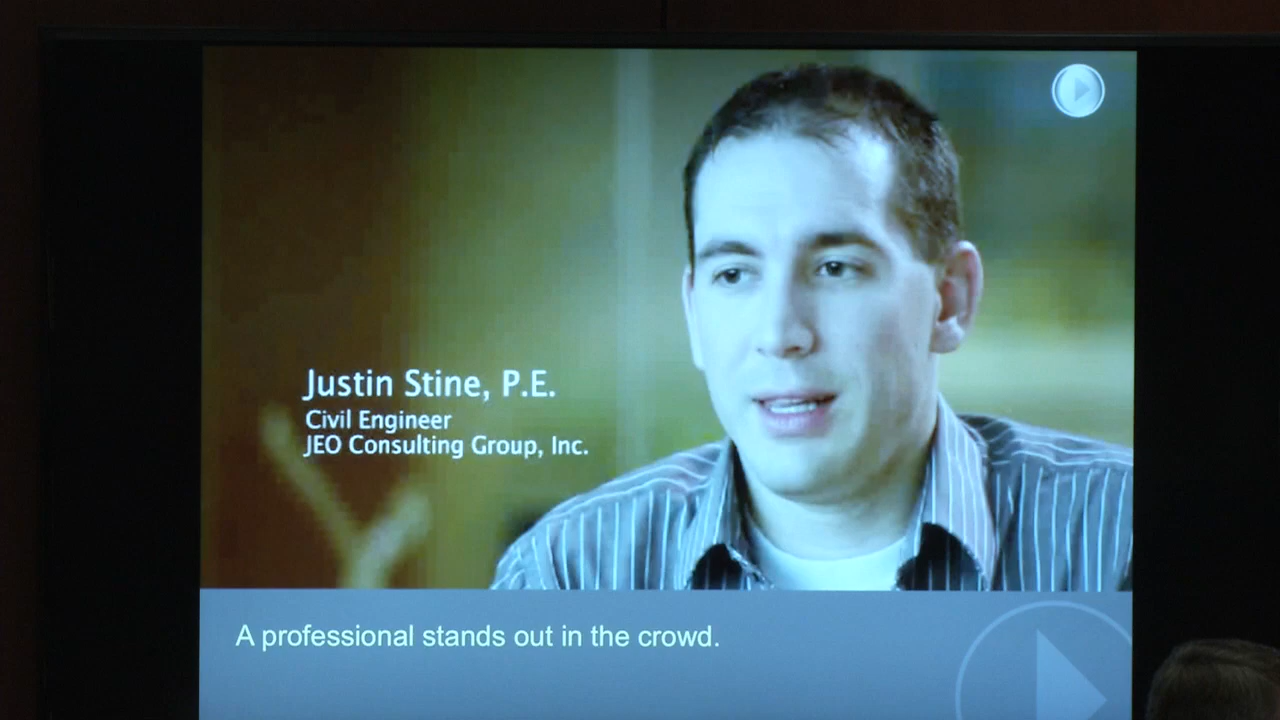 Justin Stine, P.E.
Civil Engineer
JEO Consulting Group, Inc.
A professional stands out in the crowd.